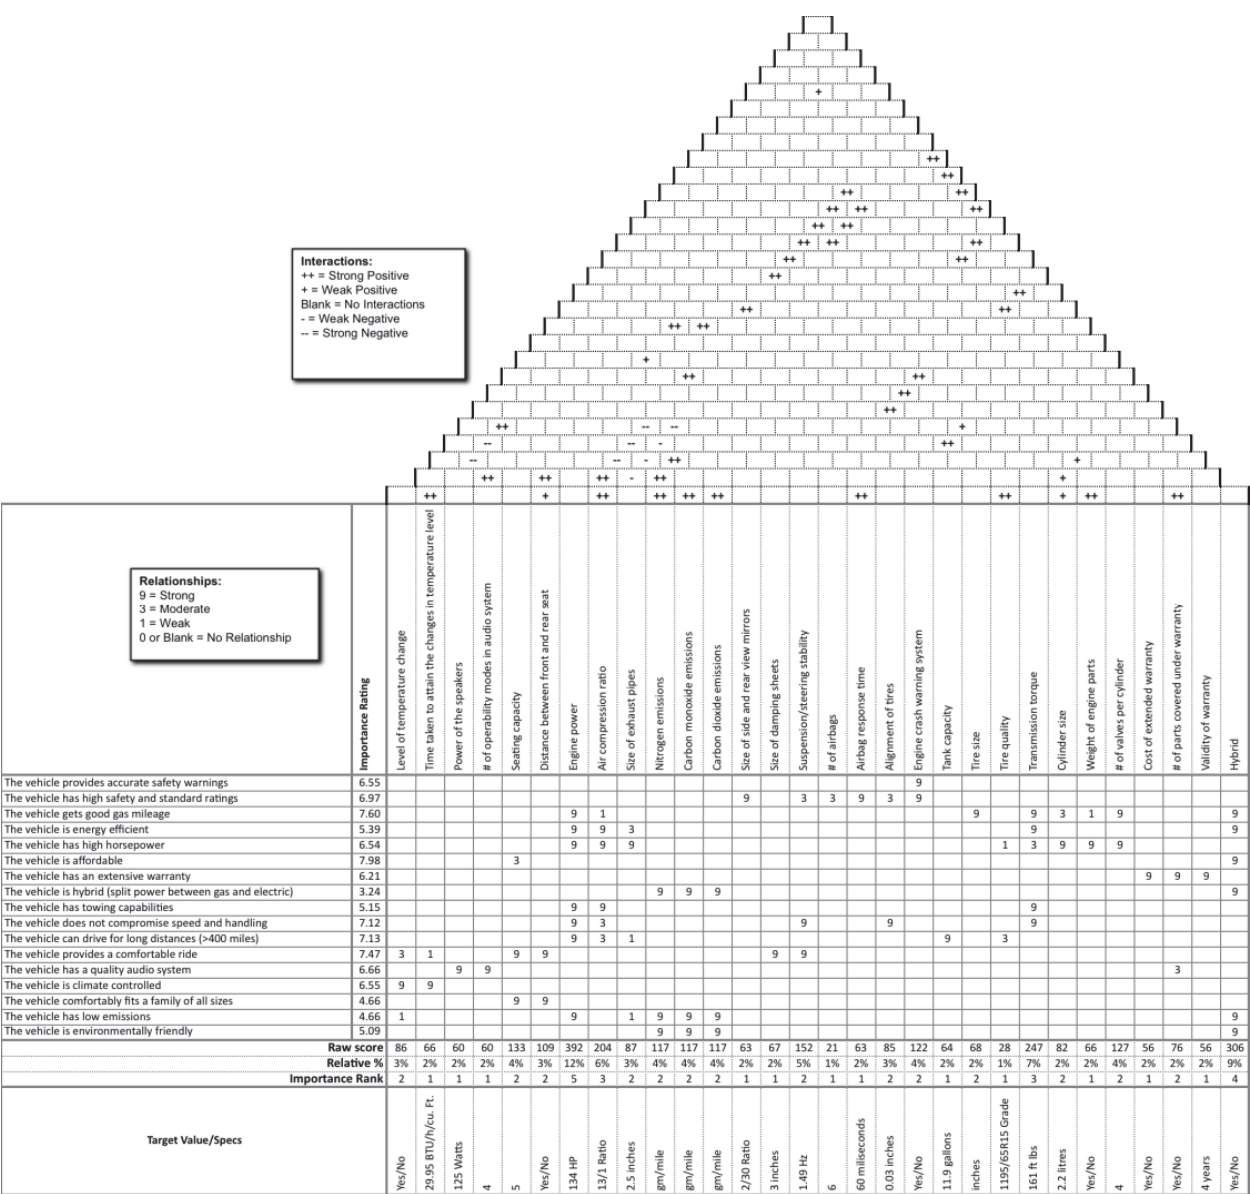 +
++
++
++ ++
++ ++ ++
++ ++
++ ++ ++
++ ++
++
++
++ ++
++ ++
+
++ ++
++
++
++ -- -- +
-- -- - ++
-- -- - ++ +
++ ++ ++ - ++ +
++ + ++ ++ ++ ++ ++ ++ + ++ ++
Interactions:
++ = Strong Positive
+ = Weak Positive
Blank = No Interactions
- = Weak Negative
-- = Strong Negative
Relationships:
9 = Strong
3 = Moderate
1 = Weak
0 or Blank = No Relationship
Importance Rating
Level of temperature change
Time taken to attain the changes in temperature level
Power of the speakers
# of operability modes in audio system
Seating capacity
Distance between front and rear seat
Engine power
Air compression ratio
Size of exhaust pipes
Nitrogen emissions
Carbon monoxide emissions
Carbon dioxide emissions
Size of side and rear view mirrors
Size of damping sheets
Suspension/steering stability
# of airbags
Airbag response time
Alignment of tires
Engine crash warning system
Tank capacity
Tire size
Tire quality
Transmission torque
Cylinder size
Weight of engine parts
# of valves per cylinder
Cost of extended warranty
# of parts covered under warranty
Validity of warranty
Hybrid
The vehicle provides accurate safety warnings 6.55 9
The vehicle has high safety and standard ratings 6.97 9 3 3 9 3 9
The vehicle gets good gas mileage 7.60 9 1 9 9 3 1 9 9
The vehicle is energy efficient 5.39 9 9 3 9 9
The vehicle has high horsepower 6.54 9 9 9 1 3 9 9 9
The vehicle is affordable 7.98 3 9
The vehicle has an extensive warranty 6.21 9 9 9
The vehicle is hybrid (split power between gas and electric) 3.24 9 9 9 9
The vehicle has towing capabilities 5.15 9 9 9
The vehicle does not compromise speed and handling 7.12 9 3 9 9 9
The vehicle can drive for long distances (>400 miles) 7.13 9 3 1 9 3
The vehicle provides a comfortable ride 7.47 3 1 9 9 9 9
The vehicle has a quality audio system 6.66 9 9 3
The vehicle is climate controlled 6.55 9 9
The vehicle comfortably fits a family of all sizes 4.66 9 9
The vehicle has low emissions 4.66 1 9 1 9 9 9 9
The vehicle is environmentally friendly 5.09 9 9 9 9
Raw score 86 66 60 60 133 109 392 204 87 117 117 117 63 67 152 21 63 85 122 64 68 28 247 82 66 127 56 76 56 306
Relative % 3% 2% 2% 2% 4% 3% 12% 6% 3% 4% 4% 4% 2% 2% 5% 1% 2% 3% 4% 2% 2% 1% 7% 2% 2% 4% 2% 2% 2% 9%
Importance Rank 2 1 1 1 2 2 5 3 2 2 2 2 1 1 2 1 1 2 2 1 2 1 3 2 1 2 1 2 1 4
Target Value/Specs
Yes/No
29.95 BTU/h/cu. Ft.
125 Watts
4
5
Yes/No
134 HP
13/1 Ratio
2.5 inches
gm/mile
gm/mile
gm/mile
2/30 Ratio
3 inches
1.49 Hz
6
60 miliseconds
0.03 inches
Yes/No
11.9 gallons
inches
1195/65R15 Grade
161 ft lbs
2.2 litres
Yes/No
4
Yes/No
Yes/No
4 years
Yes/No